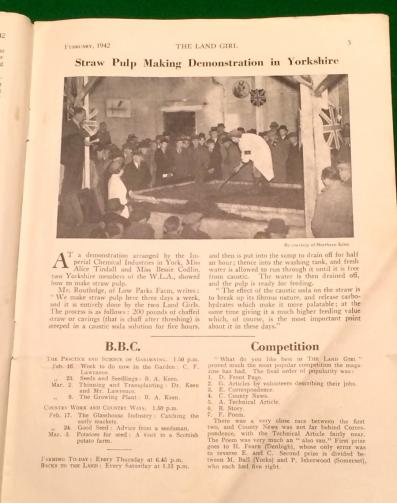 FEBRUARY, 1942
THE LAND GIRL
5
Straw Pulp Making Demonstration in Yorkshire
By courtesy of Northern Echo
AT a demonstration arranged by the Im-
perial Chemical Industries in York, Miss
Alice Tindall and Miss Bessie Codlin,
two Yorkshire members of the W.L.A., showed
how to make straw pulp.
Mr. Routledge, of Low Parks Farm, writes:
"We make straw pulp here three days a week,
and it is entirely done by the two Land Girls.
The process is as follows: 200 pounds of chaffed
straw or cavings (that is chaff after threshing) is
steeped in a caustic soda solution for five hours.
and then put into the sump to drain off for half
an hour; thence into the washing tank, and fresh
water is allowed to run through it until it is free
from caustic. The water is then drained off,
and the pulp is ready for feeding.
"The effect of the caustic soda on the straw is
to break up its fibrous nature, and release carbo-
hydrates which make it more palatable; at the
same time giving it a much higher feeding value
which, of course, is the most important point
about it in these days."
B.B.C.
THE PRACTICE AND SCIENCE OF GARDENING. 1.50 p.m.
Feb. 16. Work to do now in the Garden: C. F.
Lawrance.
„ 23. Seeds and Seedlings: B. A. Keen.
Mar. 2. Thinning and Transplanting: Dr. Keen
and Mr. Lawrance.
„ 9. The Growing Plant: B. A. Keen.
COUNTRY WORK AND COUNTRY WAYS. 1.50 p.m.
Feb. 17. The Glasshouse Industry: Catching the
early markets.
„ 24. Good Seed: Advice from a seedsman.
Mar. 3. Potatoes for seed: A visit to a Scottish
potato farm.
FARMING TO-DAY: Every Thursday at 6.45 p.m.
BACK TO THE LAND: Every Saturday at 1.15 p.m.
Competition
"What do you like best in THE LAND GIRL"
proved much the most popular competition the maga-
zine has had. The final order of popularity was:
1. D. Front Page.
2. G. Articles by volunteers describing their jobs.
3. E. Correspondence.
4. C. County News.
5. A. Technical Article.
6. B. Story.
7. F. Poem.
There was a very close race between the first
two, and County News was not far behind Corres-
pondence, with the Technical Article fairly near.
The Poem was very much an "also ran." First prize
goes to H. Fearn (Denbigh), whose only error was
to reverse E. and C. Second prize is divided be-
tween M. Ball (Yorks) and P. Isherwood (Somerset),
who each had five right.